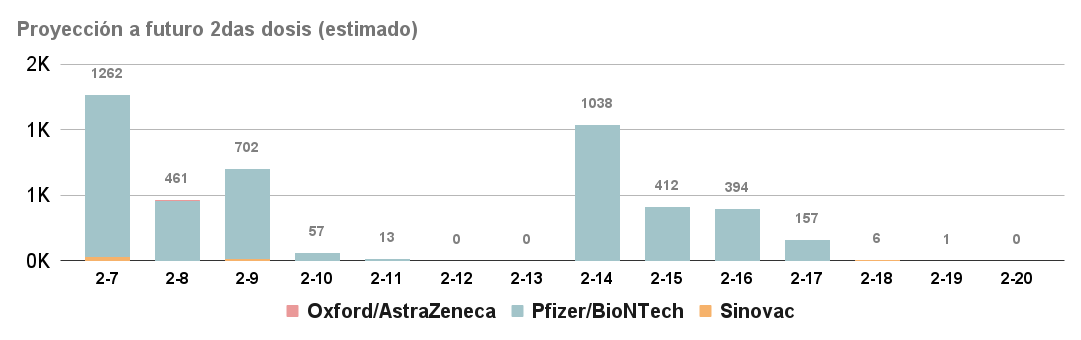 Proyección a futuro 2das dosis (estimado)
2K
1K
1K
0K
1262
461
702
57
13
0
0
1038
412
394
157
6
1
0
2-7 2-8 2-9 2-10 2-11 2-12 2-13 2-14 2-15 2-16 2-17 2-18 2-19 2-20
Oxford/AstraZeneca Pfizer/BioNTech Sinovac